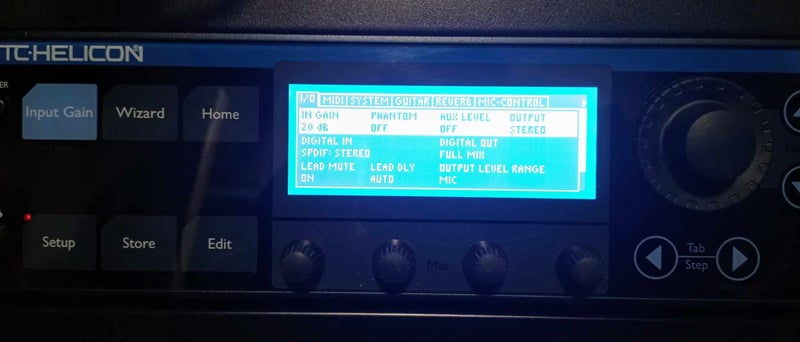 TC·HELICON®
Input Gain
Wizard
Home
I/O MIDI SYSTEM GUITAR REVERB MIC-CONTROL
IN GAIN PHANTOM AUX LEVEL OUTPUT
20 dB OFF OFF STEREO
DIGITAL IN DIGITAL OUT
SPDIF: STEREO FULL MIX
LEAD MUTE LEAD DLY OUTPUT LEVEL RANGE
ON AUTO MIC
Setup
Store
Edit
Mix
Tab
Step